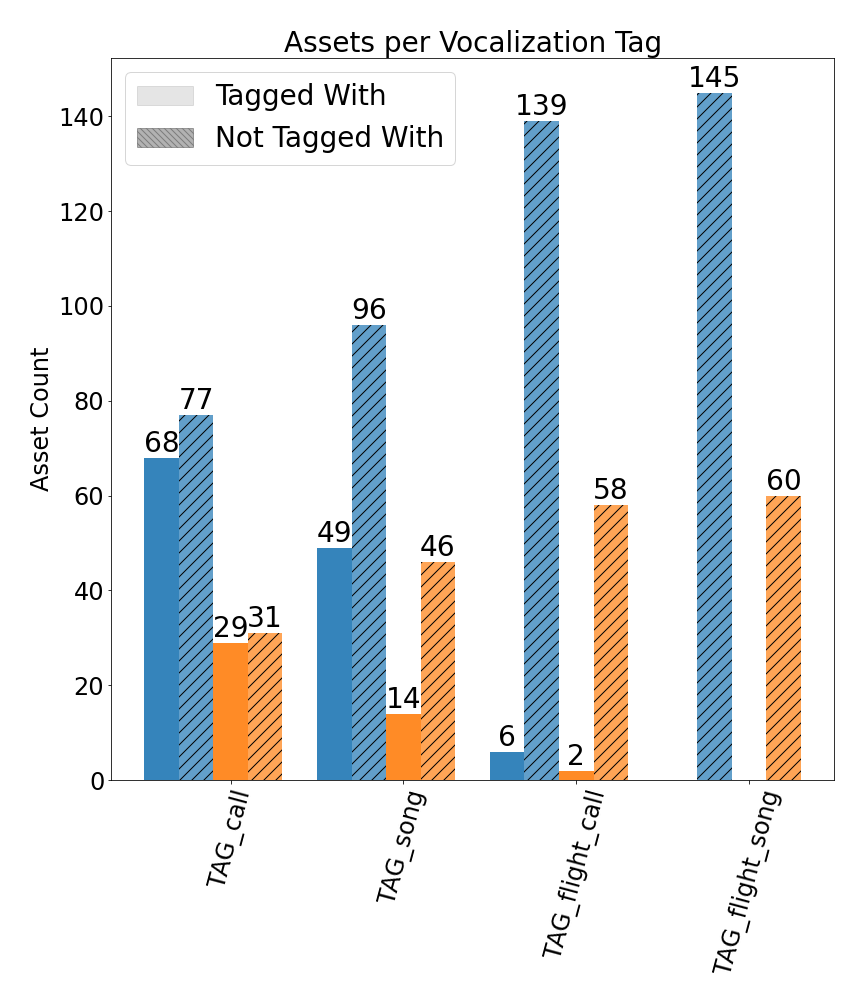 Assets per Vocalization Tag
Tagged With
Not Tagged With
Asset Count
140
120
100
80
60
40
20
0
68
77
29
31
49
96
14
46
6
139
2
58
145
60
TAG_call
TAG_song
TAG_flight_call
TAG_flight_song